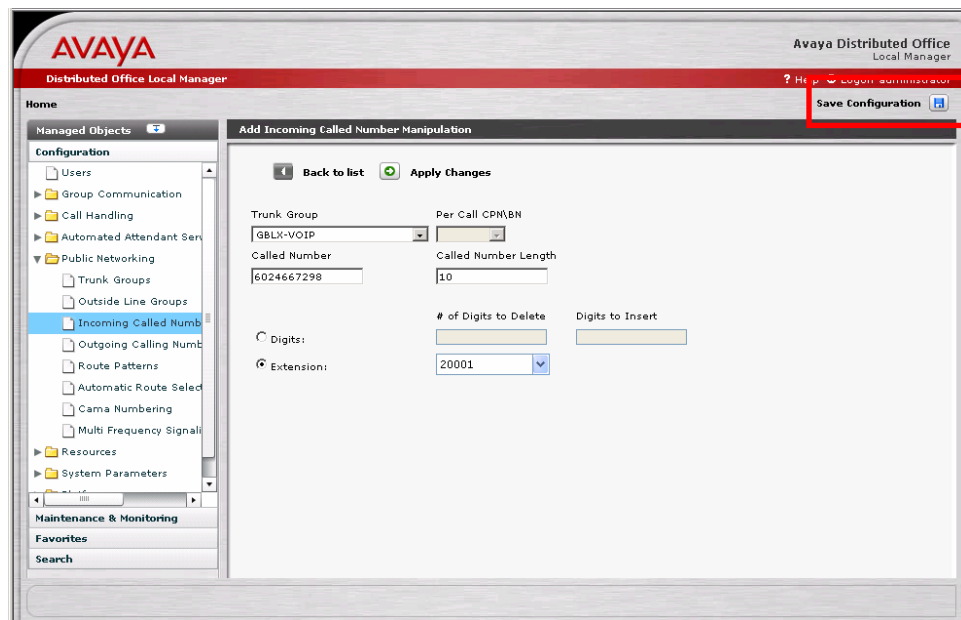 AVAYA
Avaya Distributed Office
Local Manager
Distributed Office Local Manager
? Help Logoff administrator
Home
Save Configuration
Managed Objects
Add Incoming Called Number Manipulation
Configuration
Users
Group Communication
Call Handling
Automated Attendant Serv
Public Networking
Trunk Groups
Outside Line Groups
Incoming Called Numb
Outgoing Calling Numb
Route Patterns
Automatic Route Select
Cama Numbering
Multi Frequency Signali
Resources
System Parameters
Maintenance & Monitoring
Favorites
Search
Back to list
Apply Changes
Trunk Group
Per Call CPN\BN
GBLX-VOIP
Called Number
Called Number Length
6024667298
10
# of Digits to Delete
Digits to Insert
Digits:
Extension:
20001